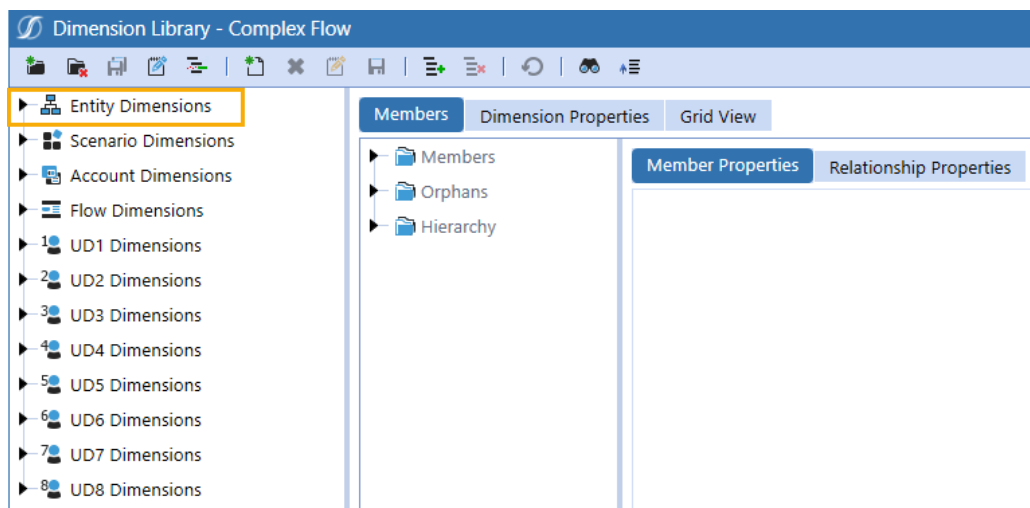 Dimension Library - Complex Flow
Entity Dimensions
Scenario Dimensions
Account Dimensions
Flow Dimensions
1 UD1 Dimensions
2 UD2 Dimensions
3 UD3 Dimensions
4 UD4 Dimensions
5 UD5 Dimensions
6 UD6 Dimensions
7 UD7 Dimensions
8 UD8 Dimensions
Members Dimension Properties Grid View
Members
Orphans
Hierarchy
Member Properties Relationship Properties